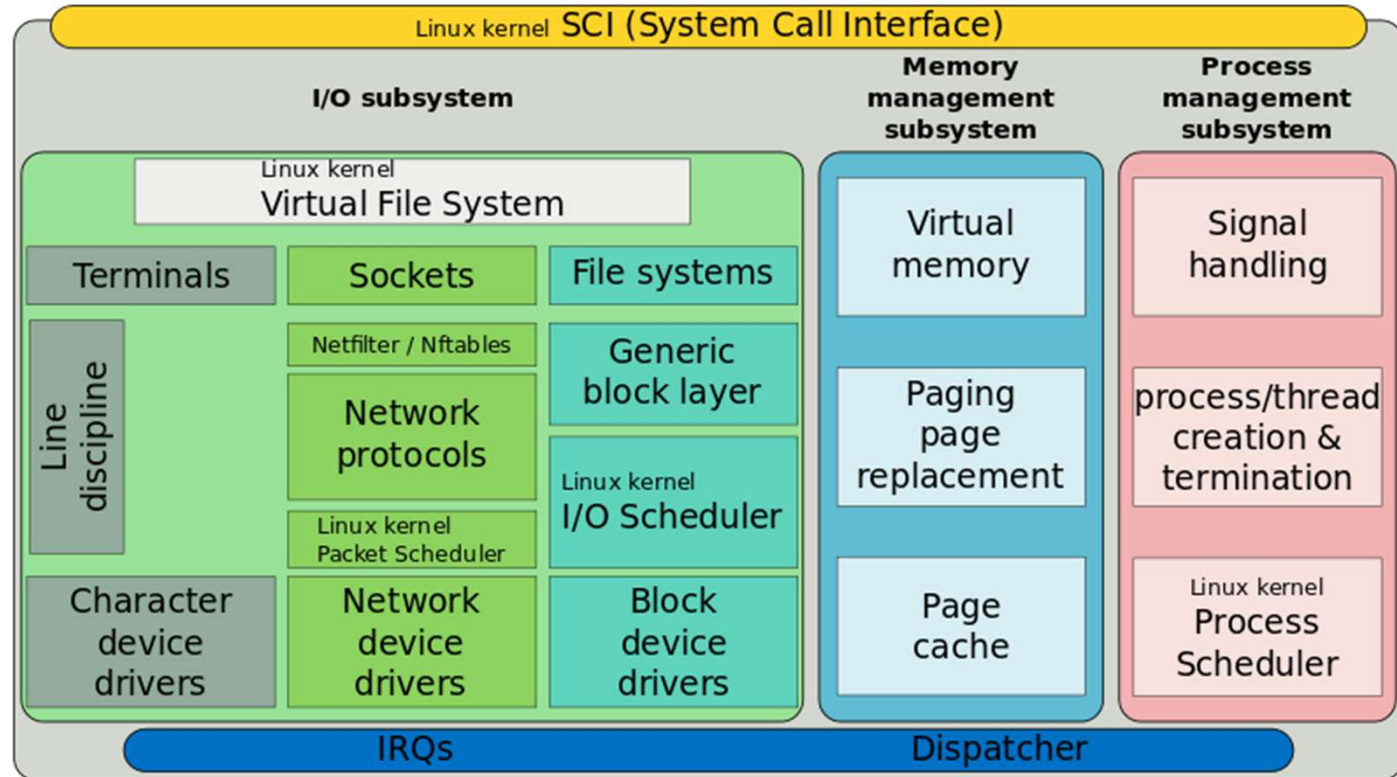 Linux kernel SCI (System Call Interface)
I/O subsystem
Memory
management
subsystem
Process
management
subsystem
Linux kernel
Virtual File System
Terminals
Sockets
File systems
Line
discipline
Netfilter / Nftables
Network
protocols
Linux kernel
Packet Scheduler
Generic
block layer
Linux kernel
I/O Scheduler
Character
device
drivers
Network
device
drivers
Block
device
drivers
Virtual
memory
Paging
page
replacement
Page
cache
Signal
handling
process/thread
creation &
termination
Linux kernel
Process
Scheduler
IRQs
Dispatcher